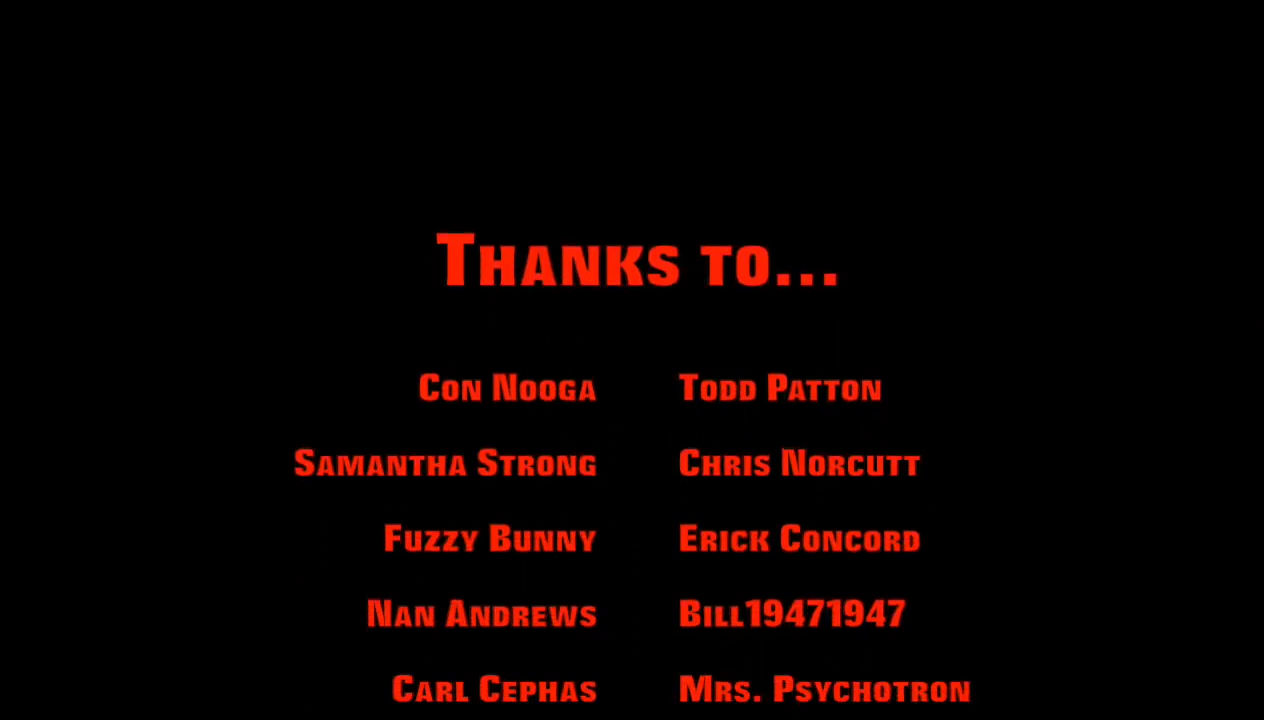 Thanks to...
Con Nooga Todd Patton
Samantha Strong Chris Norcutt
Fuzzy Bunny Erick Concord
Nan Andrews Bill19471947
Carl Cephas Mrs. Psychotron